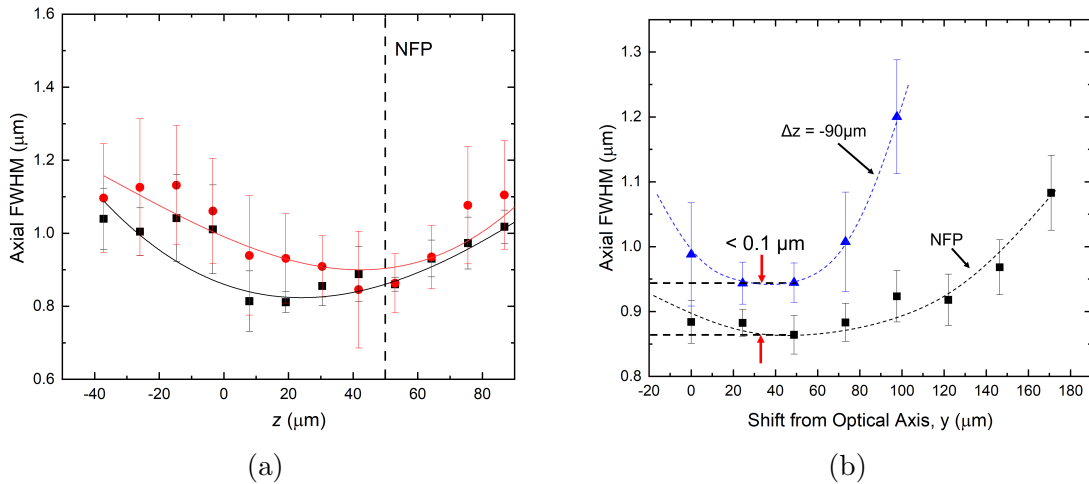 1.6
1.4
1.2
1.0
0.8
0.6
Axial FWHM (μm)
NFP
-40 -20 0 20 40 60 80
z (μm)
(a)
1.3
1.2
1.1
1.0
0.9
0.8
Axial FWHM (μm)
Δz = -90μm
< 0.1 μm
NFP
-20 0 20 40 60 80 100 120 140 160 180
Shift from Optical Axis, y (μm)
(b)